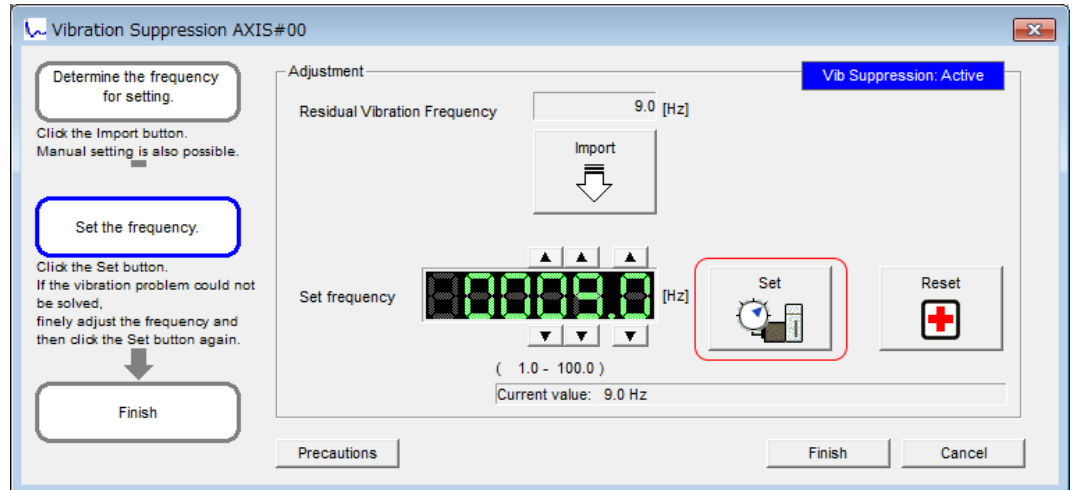 Vibration Suppression AXIS#00
Determine the frequency
for setting.
Click the Import button.
Manual setting is also possible.
Set the frequency.
Click the Set button.
If the vibration problem could not
be solved,
finely adjust the frequency and
then click the Set button again.
Finish
Adjustment
Vib Suppression: Active
Residual Vibration Frequency 9.0 [Hz]
Import
Set frequency 0009.0 [Hz]
Set
Reset
( 1.0 - 100.0 )
Current value: 9.0 Hz
Precautions
Finish
Cancel